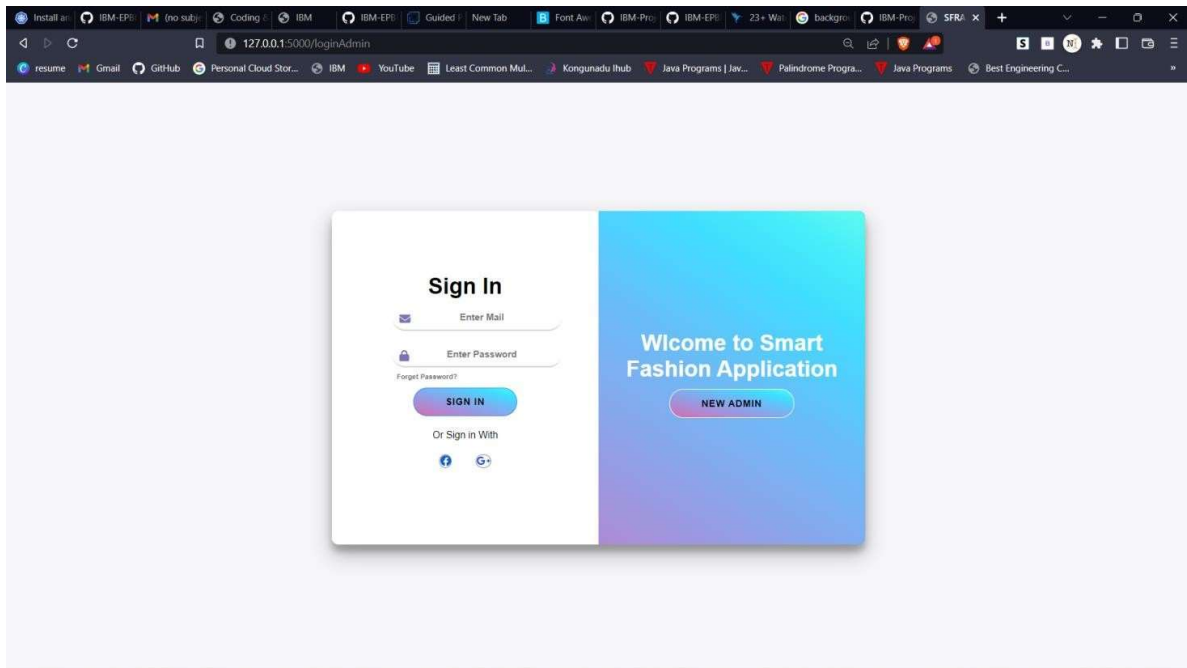 Install an IBM-EPB (no subje Coding & IBM IBM-EPB Guided P New Tab Font Awe IBM-Proj IBM-EPB 23+ Wat backgro IBM-Proj SFRA
127.0.0.1:5000/loginAdmin
resume Gmail GitHub Personal Cloud Stor... IBM YouTube Least Common Mul... Kongunadu Ihub Java Programs | Jav... Palindrome Progra... Java Programs Best Engineering C... »
Sign In
Enter Mail
Enter Password
Forget Password?
SIGN IN
Or Sign in With
Wlcome to Smart
Fashion Application
NEW ADMIN